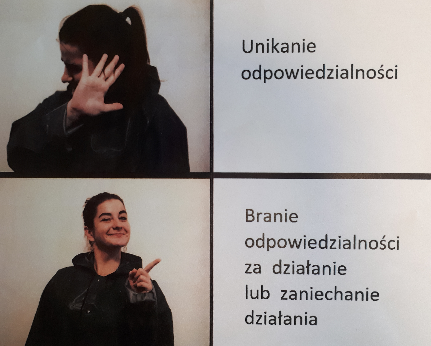 Unikanie
odpowiedzialności
Branie
odpowiedzialności
za działanie
lub zaniechanie
działania